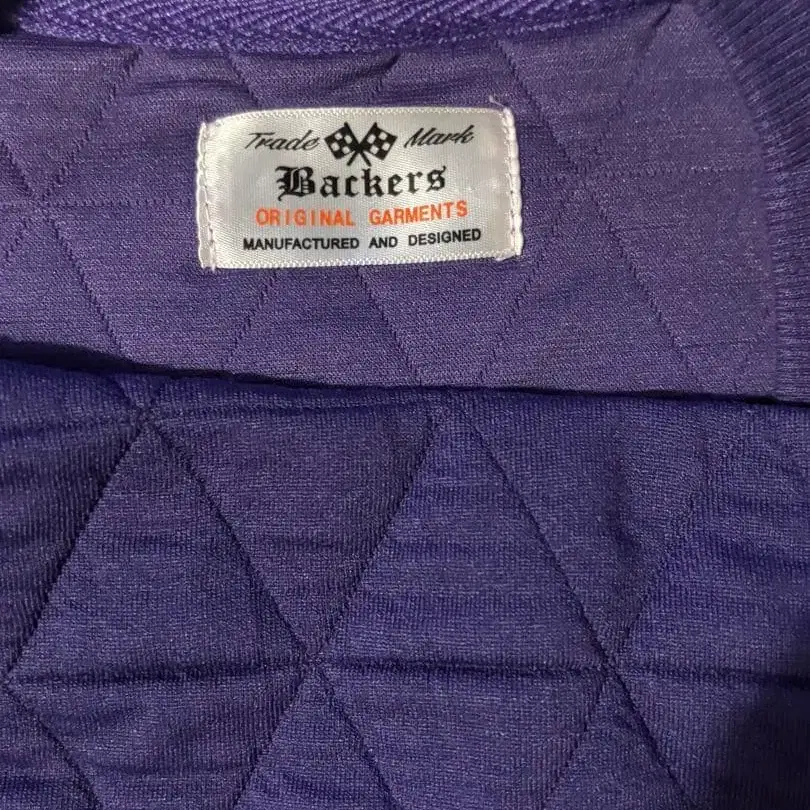 Trade Mark
Backers
ORIGINAL GARMENTS
MANUFACTURED AND DESIGNED